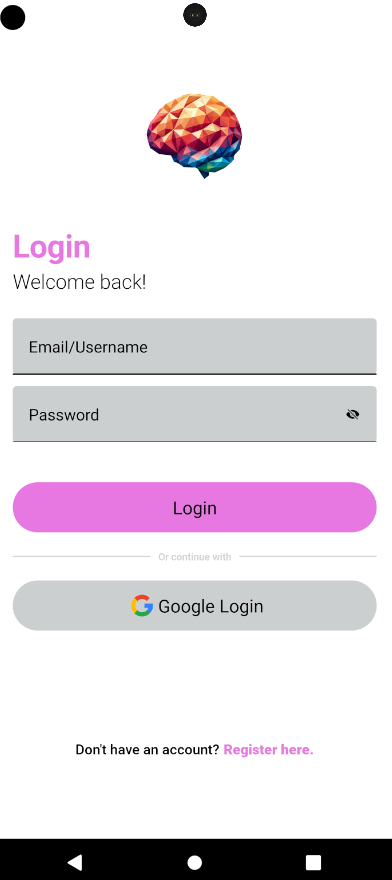 Login
Welcome back!
Email/Username
Password
Login
Or continue with
Google Login
Don't have an account? Register here.